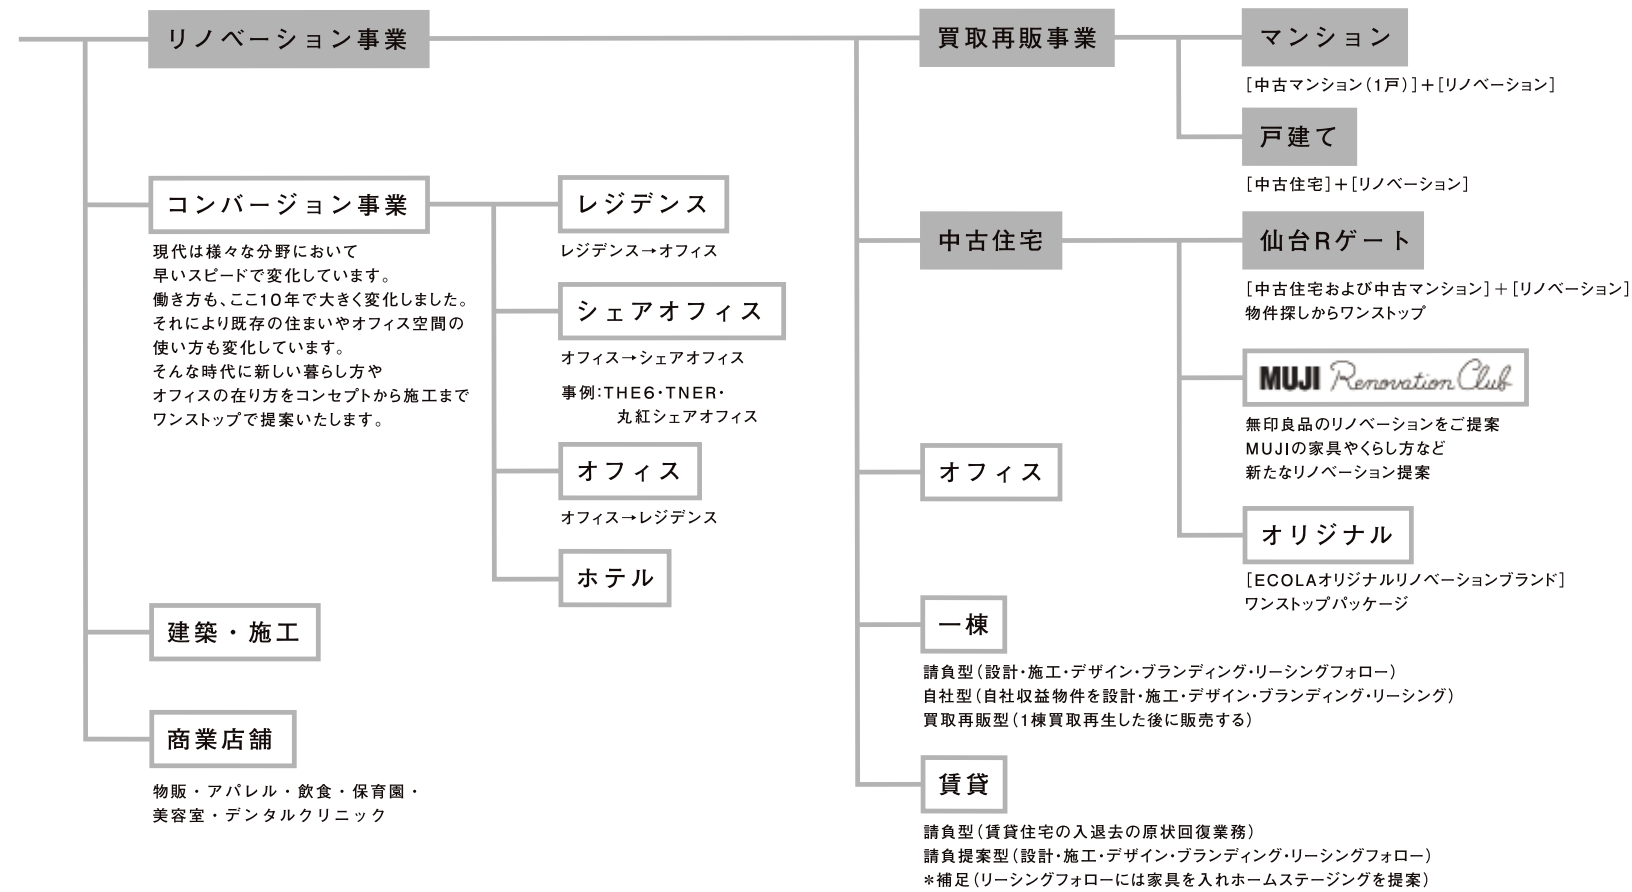 リノベーション事業
コンバージョン事業
現代は様々な分野において
早いスピードで変化しています。
働き方も、ここ10年で大きく変化しました。
それにより既存の住まいやオフィス空間の
使い方も変化しています。
そんな時代に新しい暮らし方や
オフィスの在り方をコンセプトから施工まで
ワンストップで提案いたします。
レジデンス
レジデンス→オフィス
シェアオフィス
オフィス→シェアオフィス
事例：THE6・TNER・
丸紅シェアオフィス
オフィス
オフィス→レジデンス
ホテル
建築・施工
商業店舗
物販・アパレル・飲食・保育園・
美容室・デンタルクリニック
買取再販事業
マンション
［中古マンション（1戸）］＋［リノベーション］
戸建て
［中古住宅］＋［リノベーション］
中古住宅
仙台Rゲート
［中古住宅および中古マンション］＋［リノベーション］
物件探しからワンストップ
MUJI Renovation Club
無印良品のリノベーションをご提案
MUJIの家具やくらし方など
新たなリノベーション提案
オリジナル
［ECOLAオリジナルリノベーションブランド］
ワンストップパッケージ
オフィス
一棟
請負型（設計・施工・デザイン・ブランディング・リーシングフォロー）
自社型（自社収益物件を設計・施工・デザイン・ブランディング・リーシング）
買取再販型（1棟買取再生した後に販売する）
賃貸
請負型（賃貸住宅の入退去の原状回復業務）
請負提案型（設計・施工・デザイン・ブランディング・リーシングフォロー）
＊補足（リーシングフォローには家具を入れホームステージングを提案）